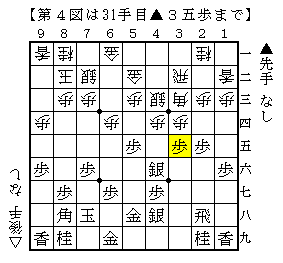 【第４図は31手目▲３五歩まで】
9 8 7 6 5 4 3 2 1
香 桂 金 桂 一
玉 銀 金 飛 香 二
歩 歩 歩 銀 角 歩 歩 三
歩 歩 歩 歩 四
歩 歩 歩 五
歩 歩 銀 歩 六
歩 歩 歩 七
角 玉 金 銀 飛 八
香 桂 金 桂 香 九
▲先手 なし
△後手 なし